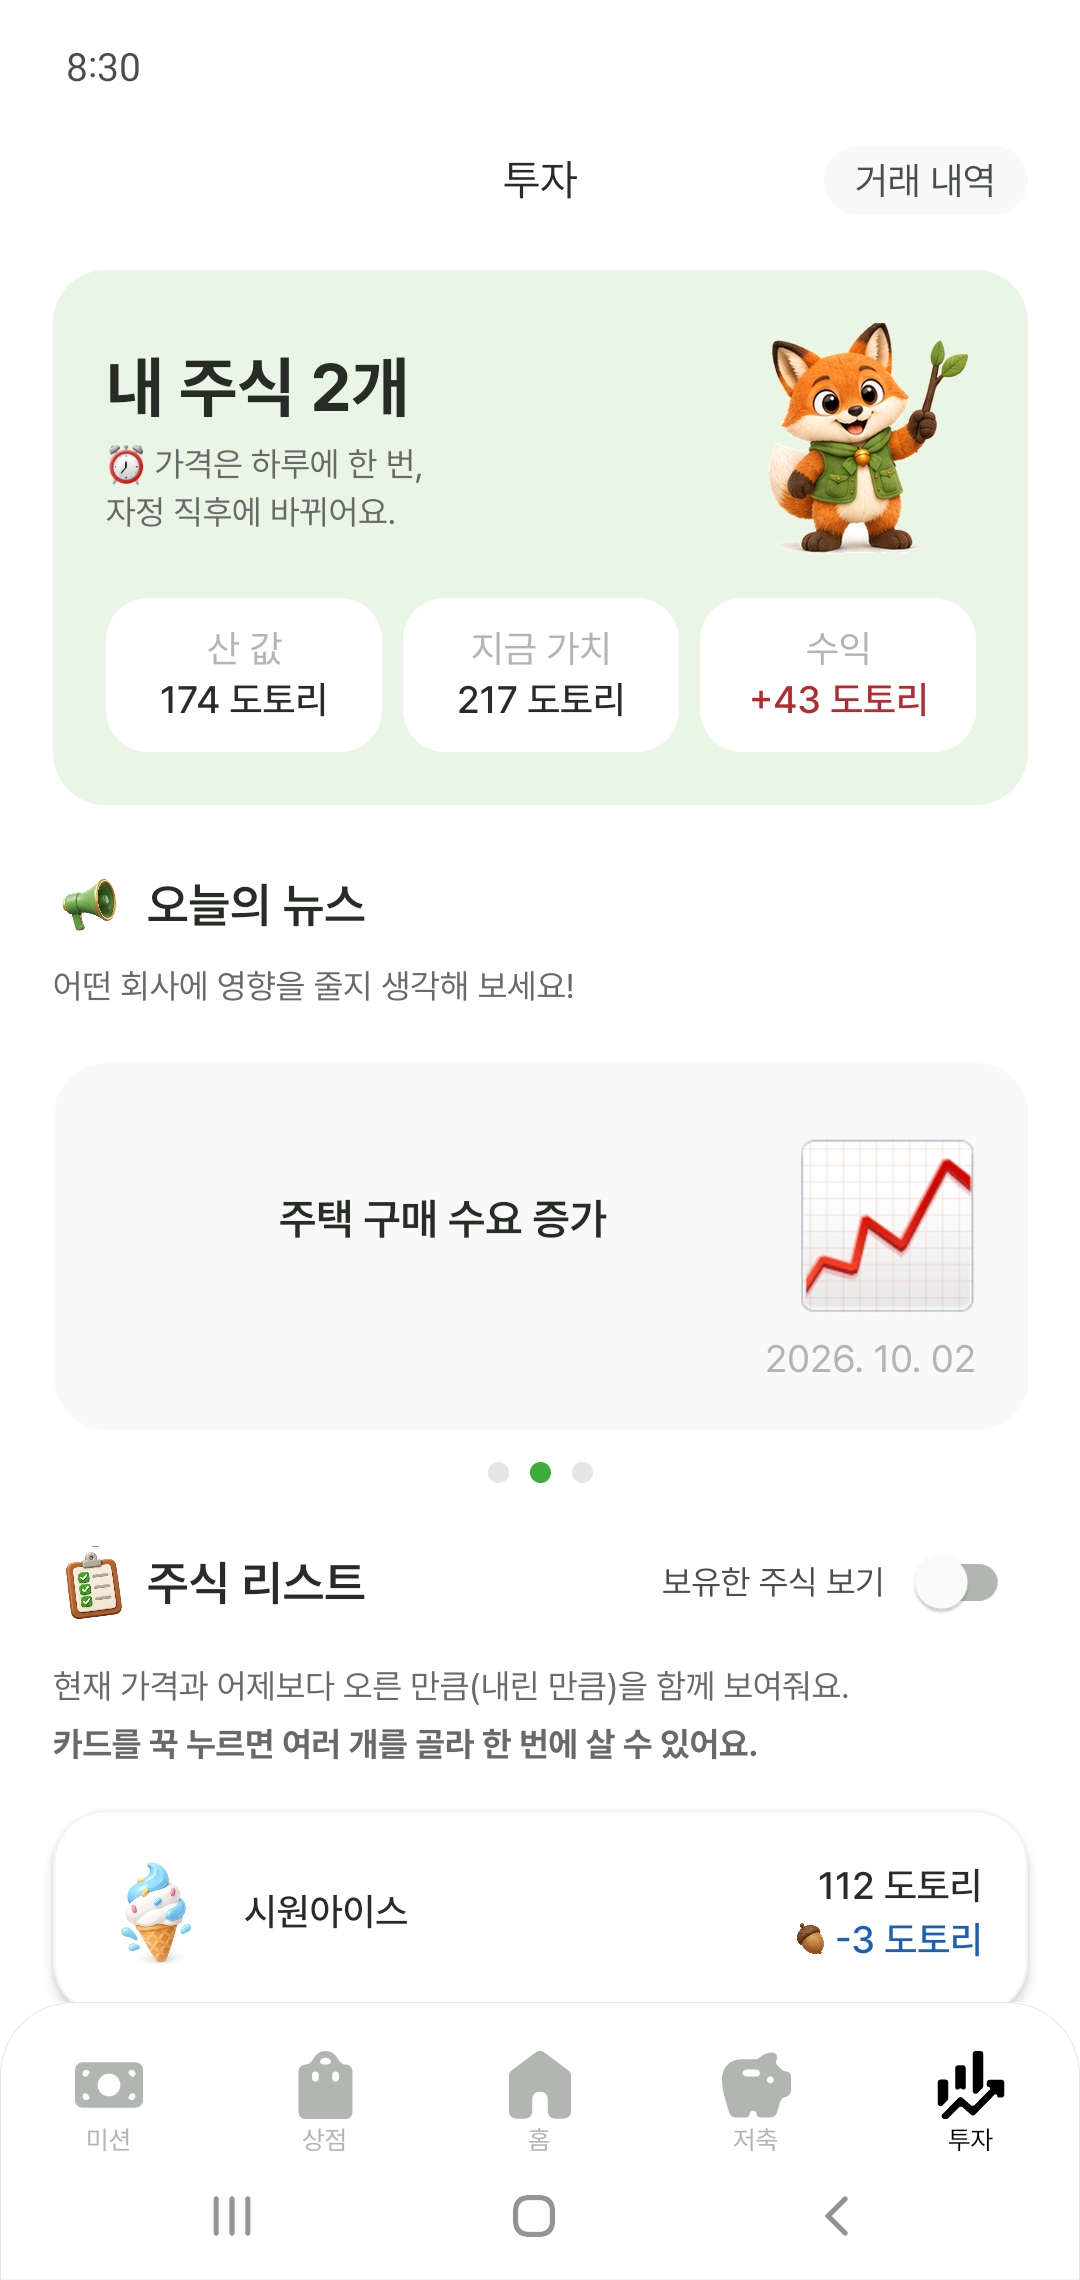 8:30
투자
거래 내역
내 주식 2개
가격은 하루에 한 번,
자정 직후에 바뀌어요.
산 값
174 도토리
지금 가치
217 도토리
수익
+43 도토리
오늘의 뉴스
어떤 회사에 영향을 줄지 생각해 보세요!
주택 구매 수요 증가
2026. 10. 02
주식 리스트
보유한 주식 보기
현재 가격과 어제보다 오른 만큼(내린 만큼)을 함께 보여줘요.
카드를 꾹 누르면 여러 개를 골라 한 번에 살 수 있어요.
시원아이스
112 도토리
-3 도토리
미션
상점
홈
저축
투자